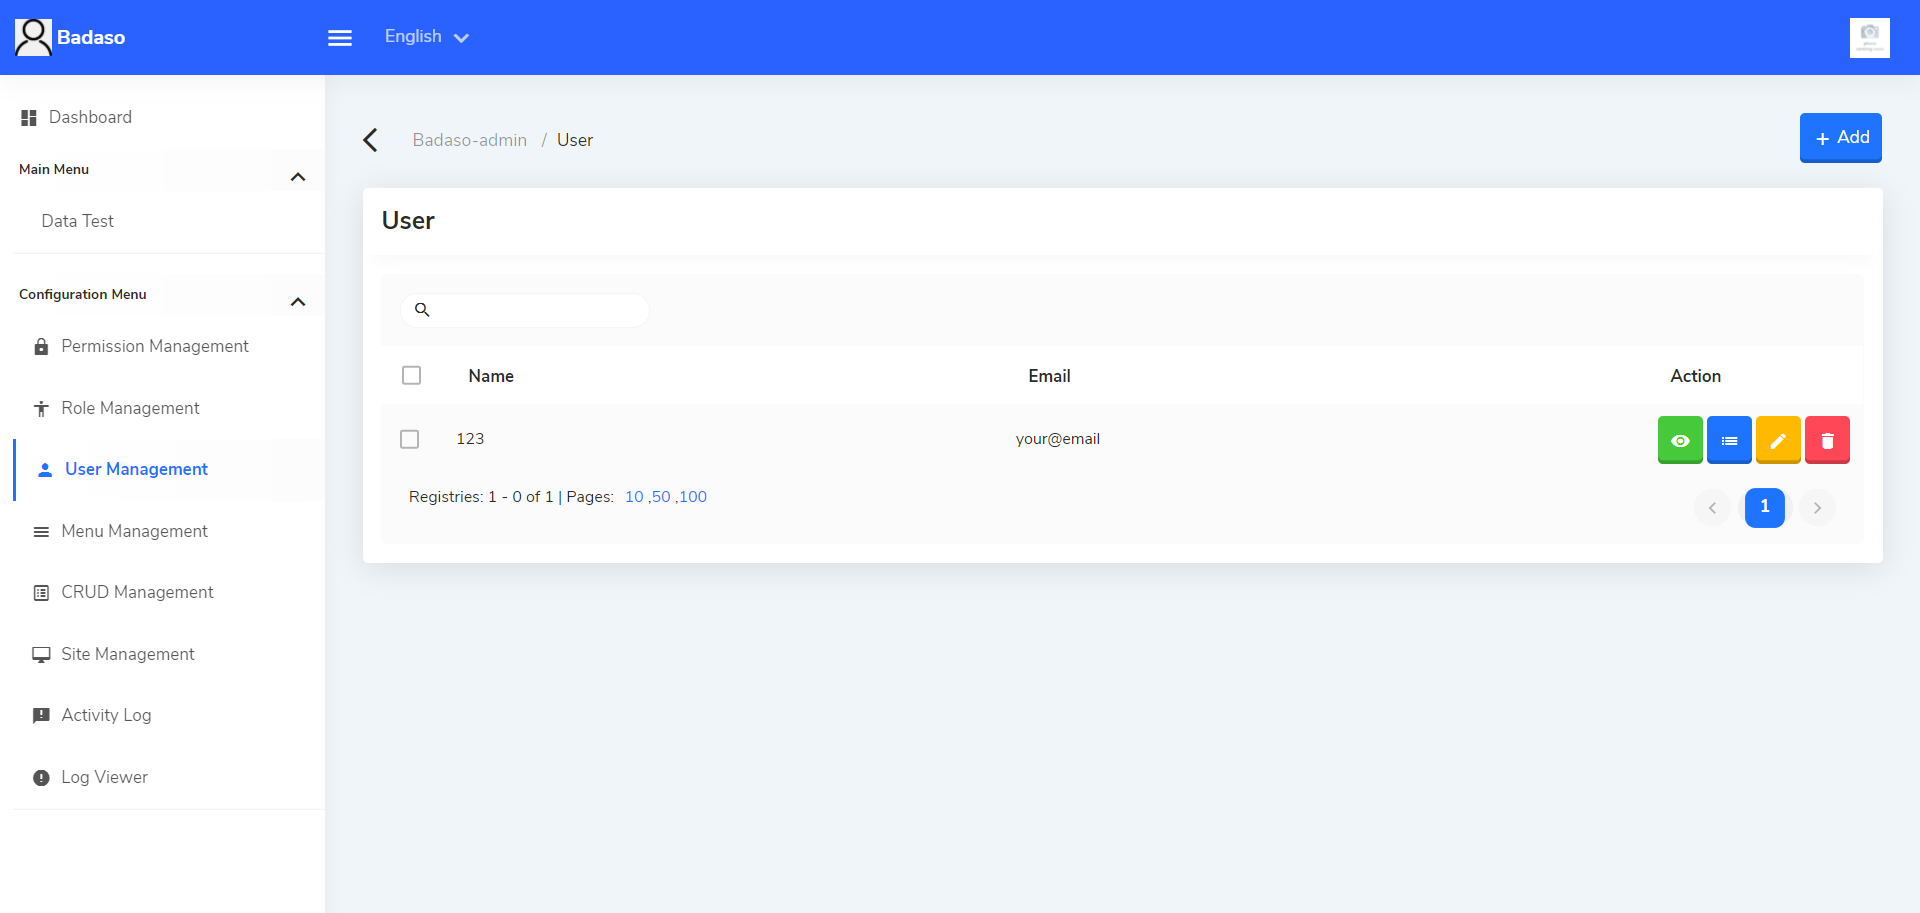 Badaso
English
Dashboard
Main Menu
Data Test
Configuration Menu
Permission Management
Role Management
User Management
Menu Management
CRUD Management
Site Management
Activity Log
Log Viewer
Badaso-admin / User
+ Add
User
Name Email Action
123 your@email
Registries: 1 - 0 of 1 | Pages: 10 ,50 ,100
1